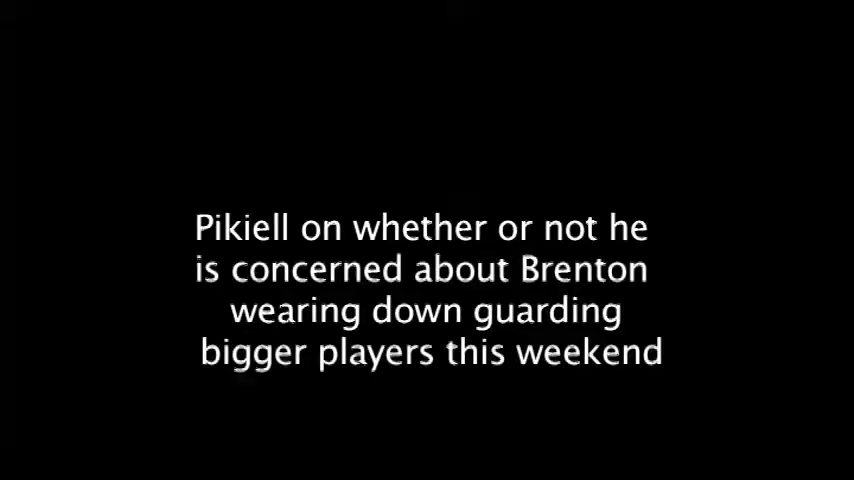 Pikiell on whether or not he
is concerned about Brenton
wearing down guarding
bigger players this weekend